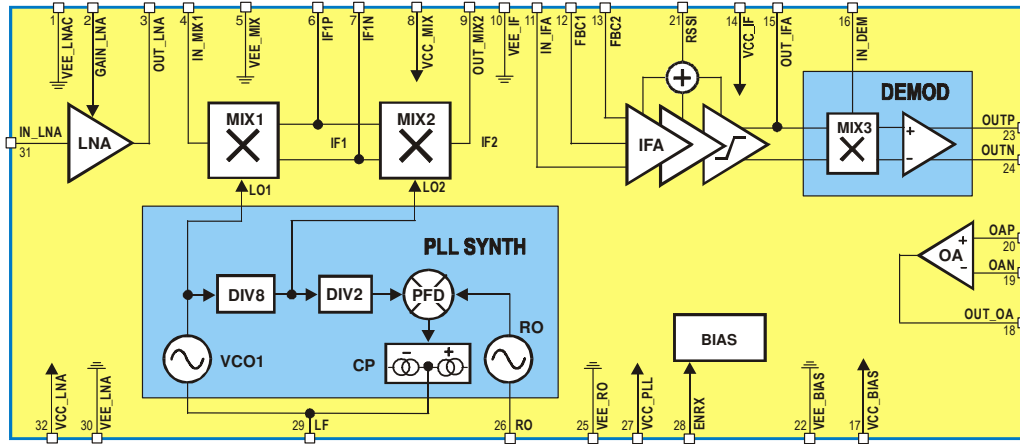 1 2 3 4 5 6 7 8 9 10 11 12 13 21 14 15 16
VEE_LNAC
GAIN_LNA
OUT_LNA
IN_MIX1
VEE_MIX
IF1P
IF1N
VCC_MIX
OUT_MIX2
VEE_IF
IN_IFA
FBC1
FBC2
RSSI
VCC_IF
OUT_IFA
IN_DEM
IN_LNA
31
LNA
MIX1
IF1
MIX2
IF2
LO1
LO2
IFA
+
DEMOD
MIX3
+
−
OUTP
23
OUTN
24
PLL SYNTH
DIV8
DIV2
PFD
RO
VCO1
CP
− +
BIAS
OA
+
−
OAP
20
OAN
19
OUT_OA
18
32
VCC_LNA
30
VEE_LNA
29
LF
26
RO
25
VEE_RO
27
VCC_PLL
28
ENRX
22
VEE_BIAS
17
VCC_BIAS